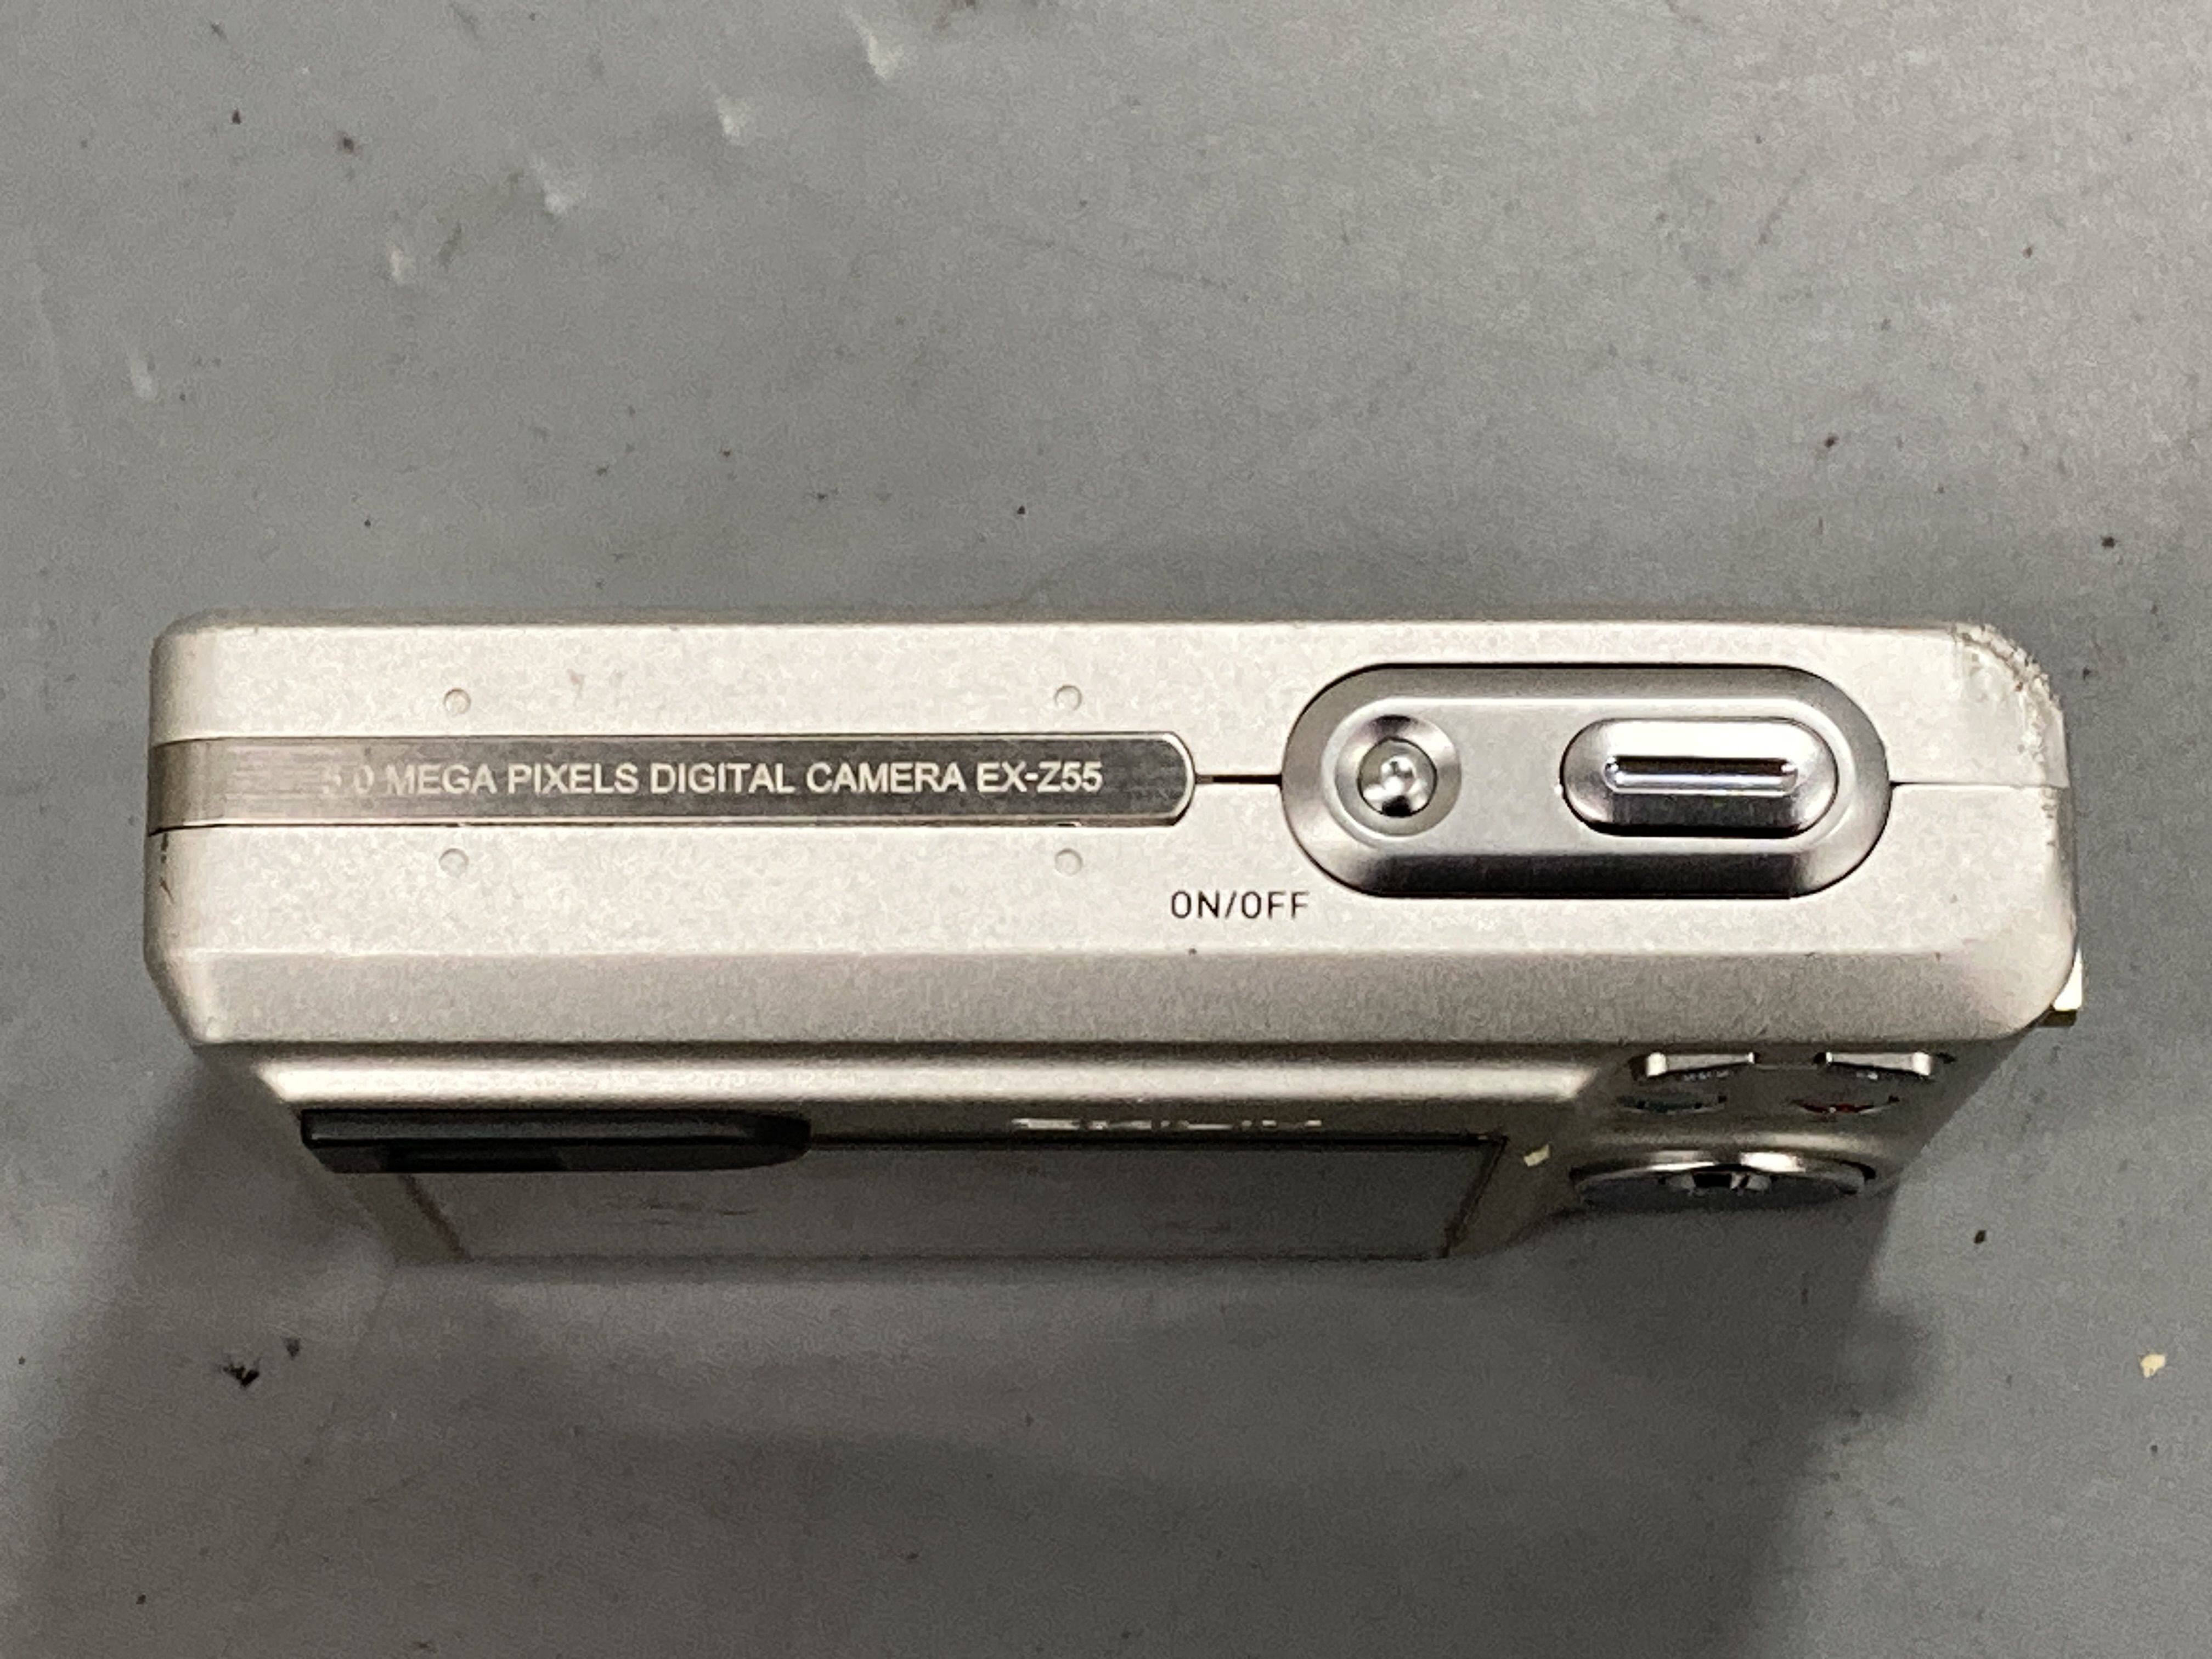 5.0 MEGA PIXELS DIGITAL CAMERA EX-Z55
ON/OFF